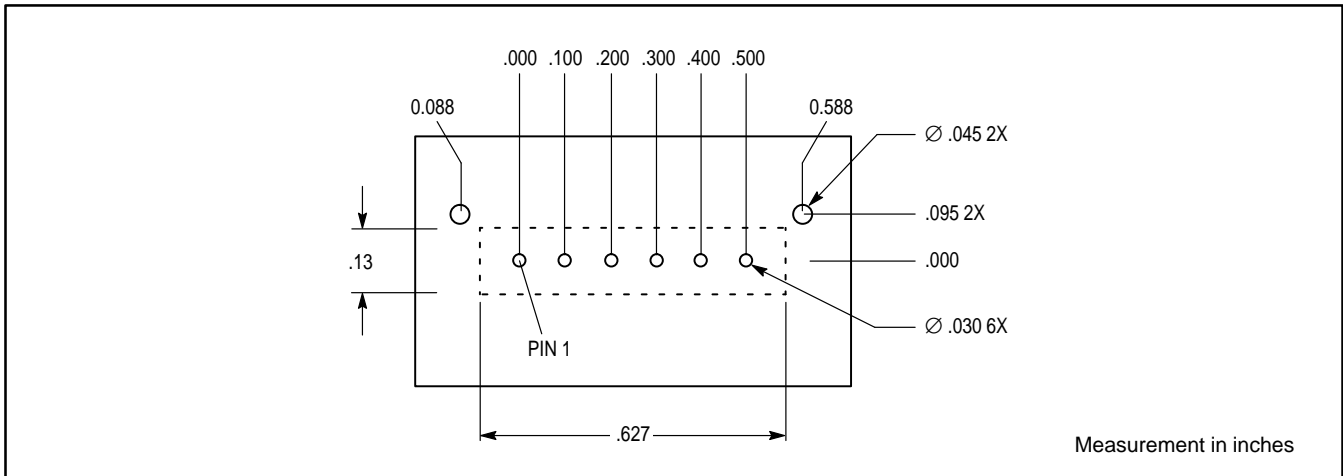 .000 .100 .200 .300 .400 .500
0.088 0.588
∅ .045 2X
.095 2X
.13
.000
∅ .030 6X
PIN 1
.627
Measurement in inches